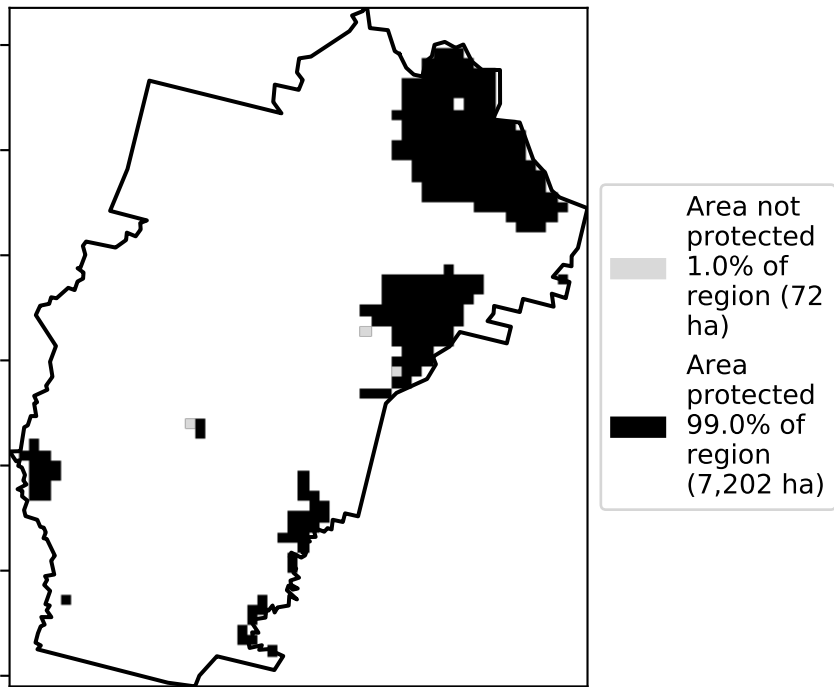 Area not
protected
1.0% of
region (72
ha)
Area
protected
99.0% of
region
(7,202 ha)